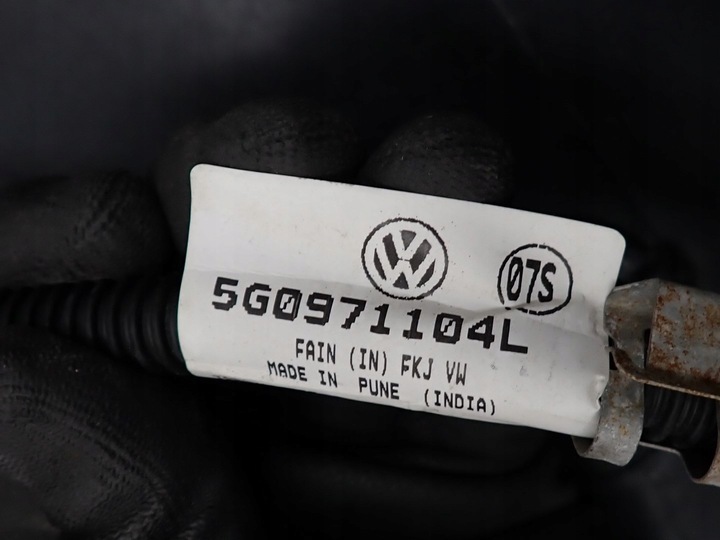 07S
5G0971104L
FAIN (IN) FKJ VW
MADE IN PUNE (INDIA)